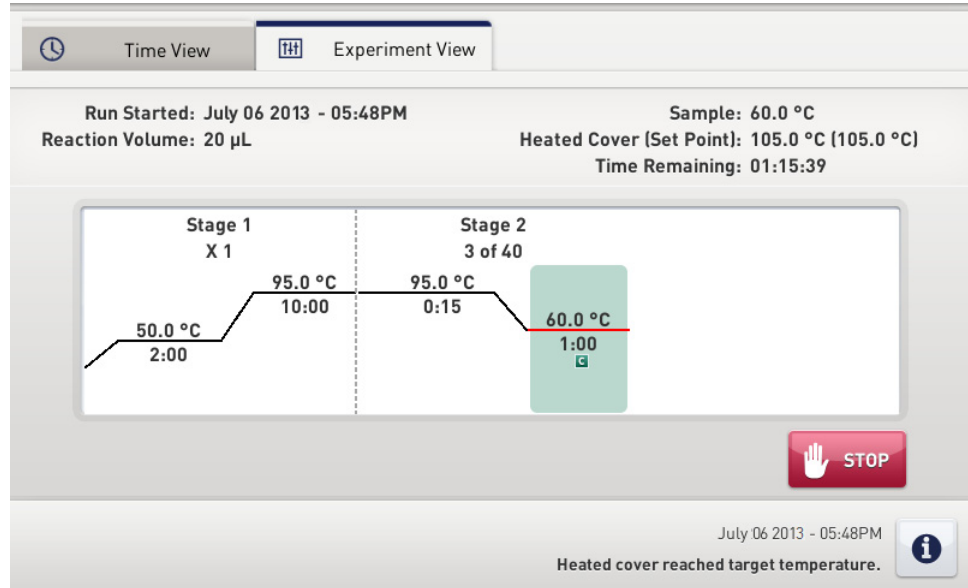 Time View
Experiment View
Run Started: July 06 2013 - 05:48PM
Reaction Volume: 20 µL
Sample: 60.0 °C
Heated Cover (Set Point): 105.0 °C (105.0 °C)
Time Remaining: 01:15:39
Stage 1
X 1
Stage 2
3 of 40
50.0 °C
2:00
95.0 °C
10:00
95.0 °C
0:15
60.0 °C
1:00
C
STOP
July 06 2013 - 05:48PM
Heated cover reached target temperature.
i